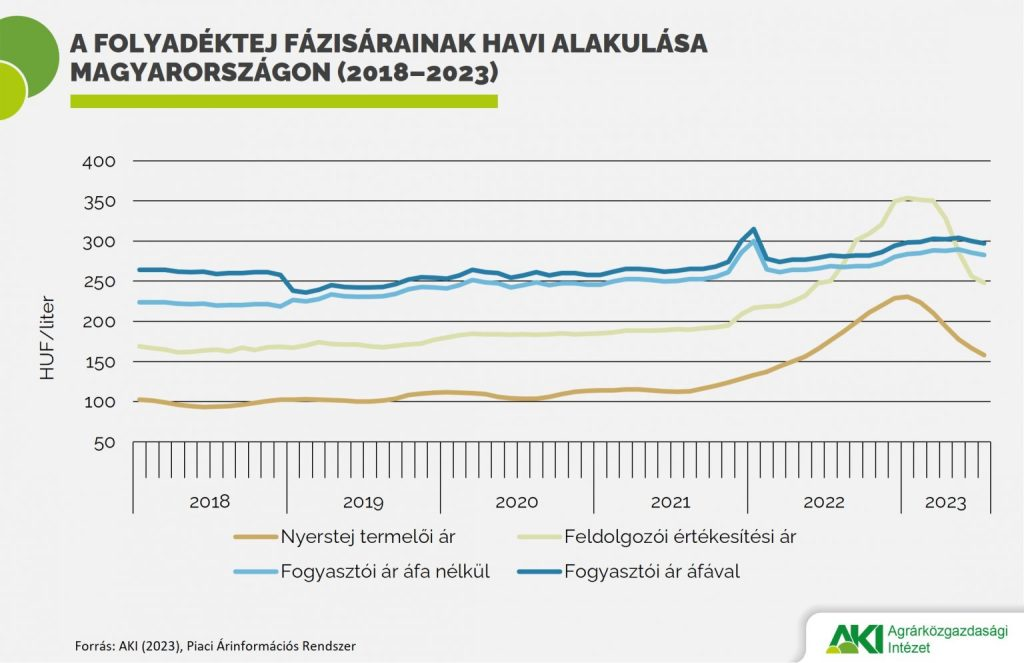 A FOLYADÉKTEJ FÁZISÁRAINAK HAVI ALAKULÁSA
MAGYARORSZÁGON (2018–2023)
400
350
300
250
200
150
100
50
HUF/liter
2018 2019 2020 2021 2022 2023
Nyerstej termelői ár Feldolgozói értékesítési ár
Fogyasztói ár áfa nélkül Fogyasztói ár áfával
Forrás: AKI (2023), Piaci Árinformációs Rendszer
AKI Agrárközgazdasági
Intézet